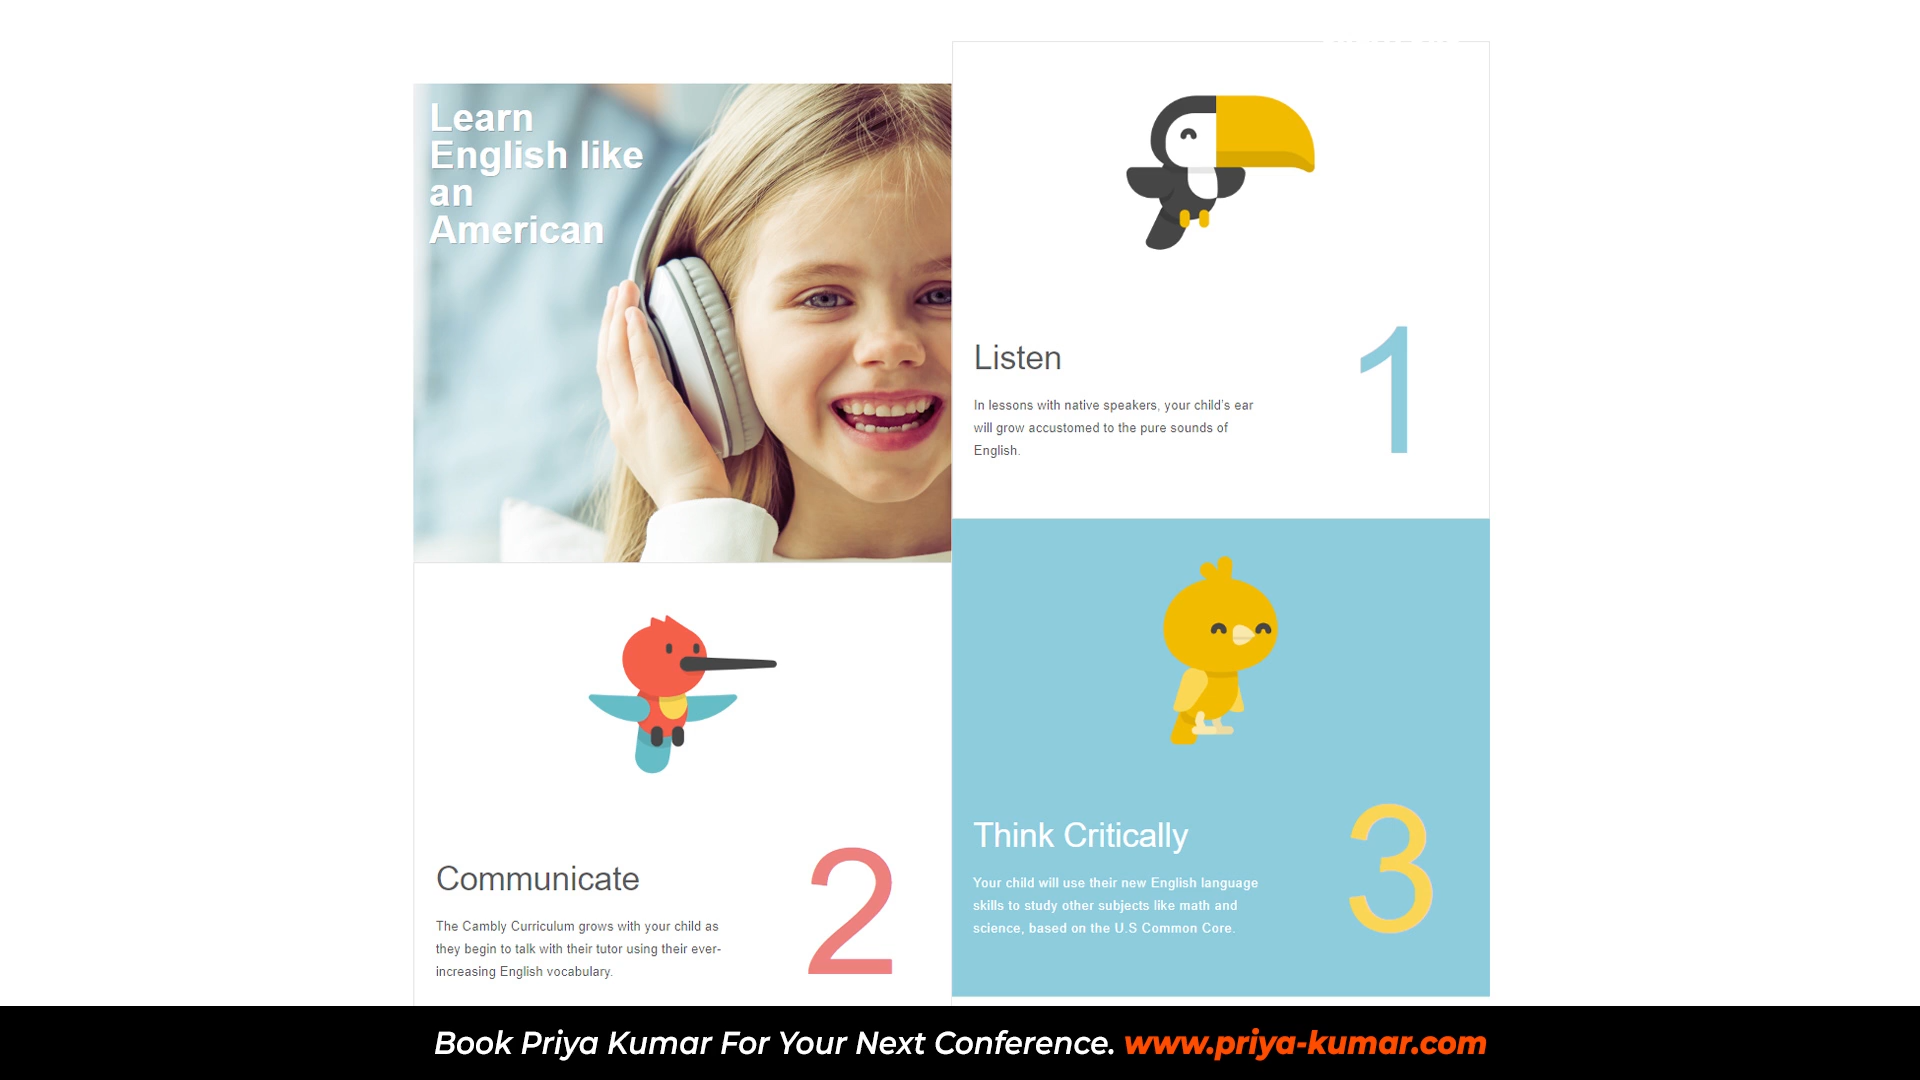 Learn
English like
an
American
Listen
In lessons with native speakers, your child's ear
will grow accustomed to the pure sounds of
English.
1
Communicate
The Cambly Curriculum grows with your child as
they begin to talk with their tutor using their ever-
increasing English vocabulary.
2
Think Critically
Your child will use their new English language
skills to study other subjects like math and
science, based on the U.S Common Core.
3
Book Priya Kumar For Your Next Conference. www.priya-kumar.com